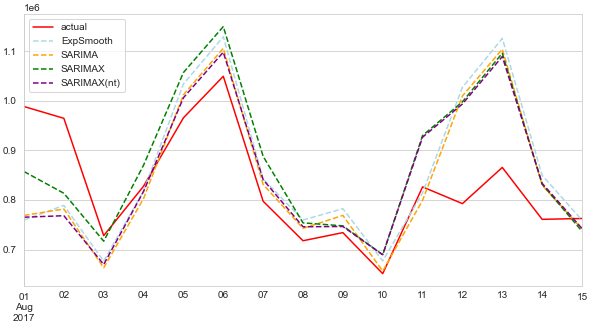 1e6
actual
ExpSmooth
SARIMA
SARIMAX
SARIMAX(nt)
1.1
1.0
0.9
0.8
0.7
01 02 03 04 05 06 07 08 09 10 11 12 13 14 15
Aug
2017